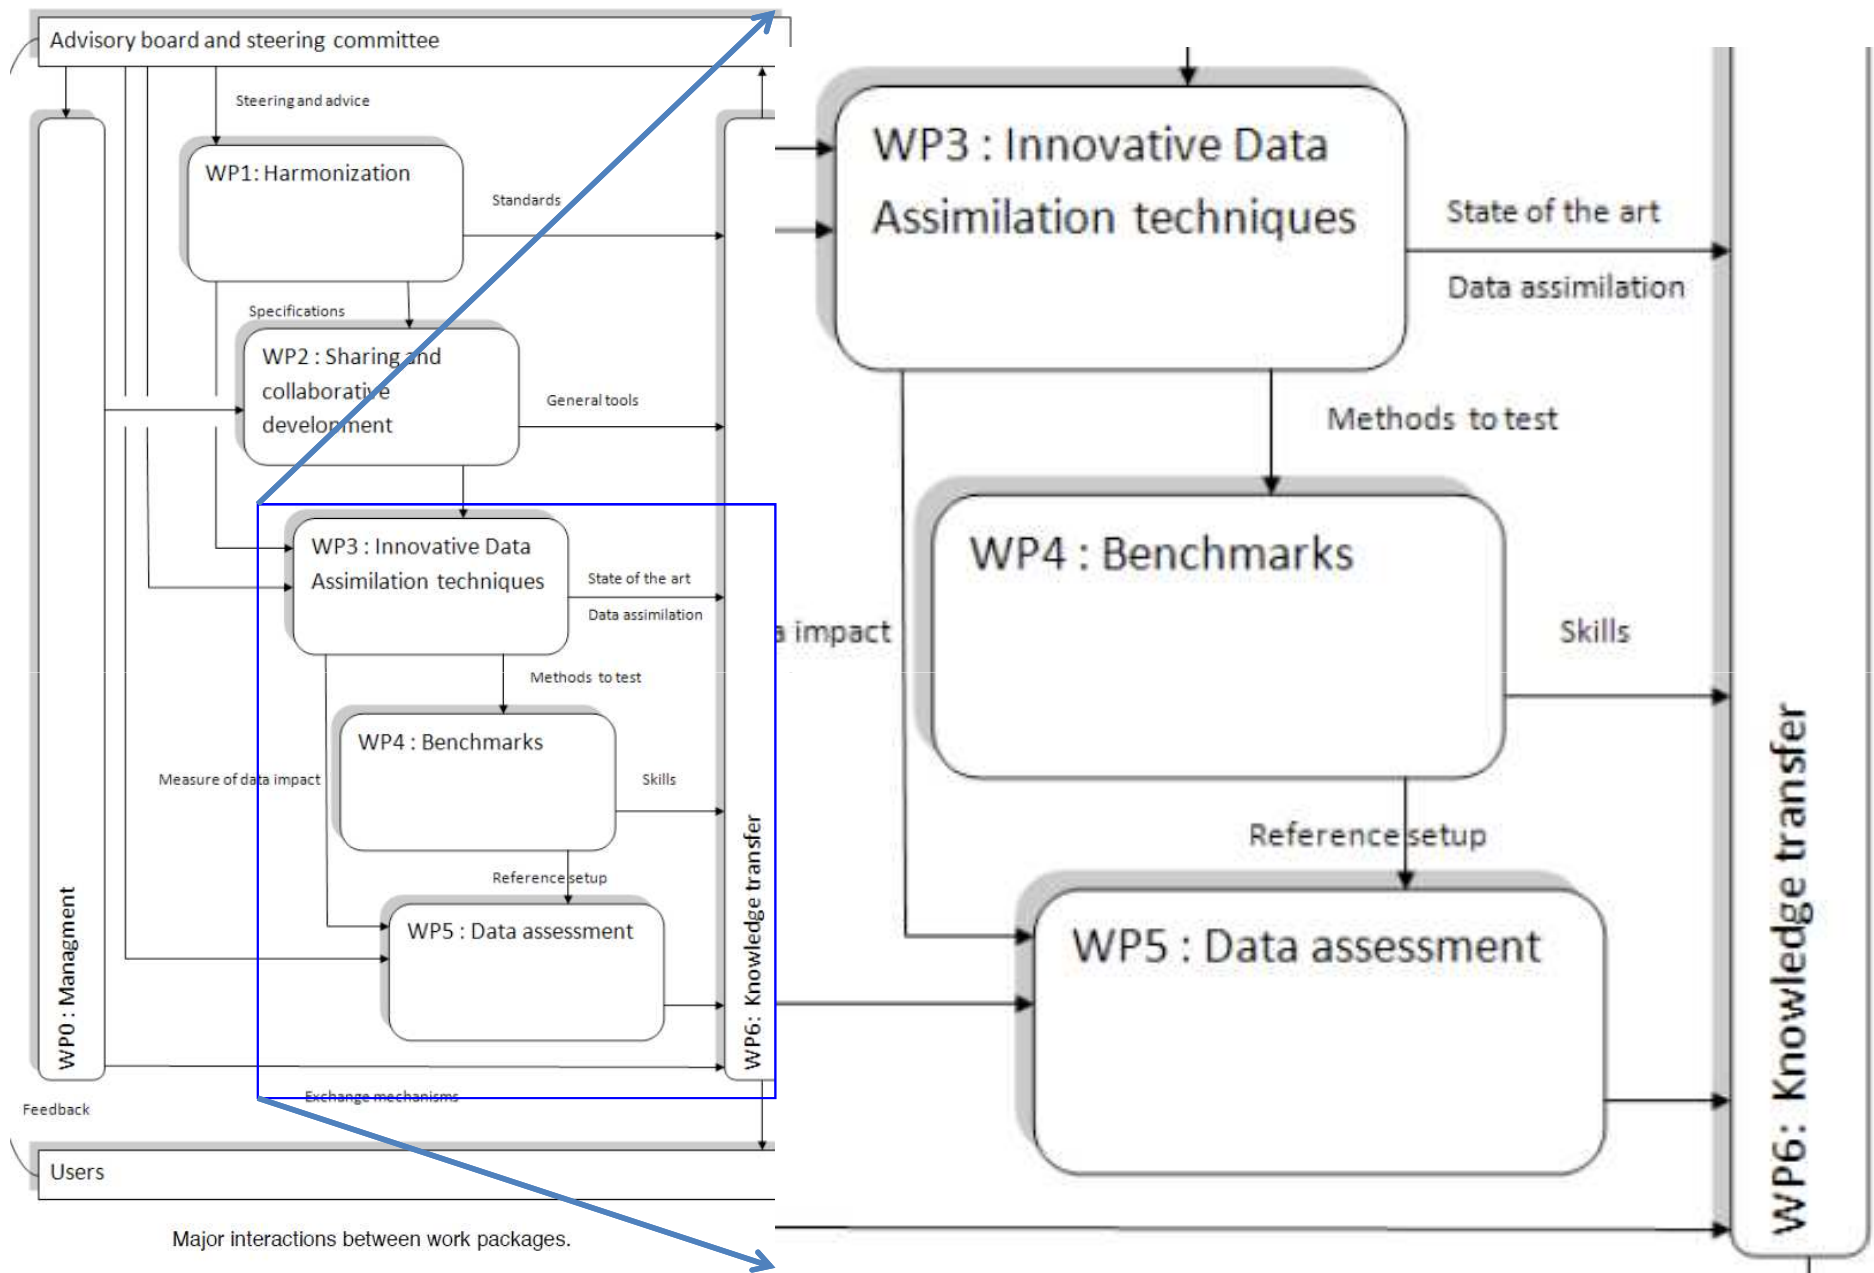 Advisory board and steering committee
Steering and advice
WP1: Harmonization
Standards
Specifications
WP2 : Sharing and
collaborative
development
General tools
WP3 : Innovative Data
Assimilation techniques
State of the art
Data assimilation
Methods to test
WP4 : Benchmarks
Measure of data impact
Skills
Reference setup
WP5 : Data assessment
WP0 : Managment
WP6: Knowledge transfer
Exchange mechanisms
Feedback
Users
Major interactions between work packages.
WP3 : Innovative Data
Assimilation techniques
State of the art
Data assimilation
Methods to test
WP4 : Benchmarks
a impact
Skills
Reference setup
WP5 : Data assessment
WP6: Knowledge transfer